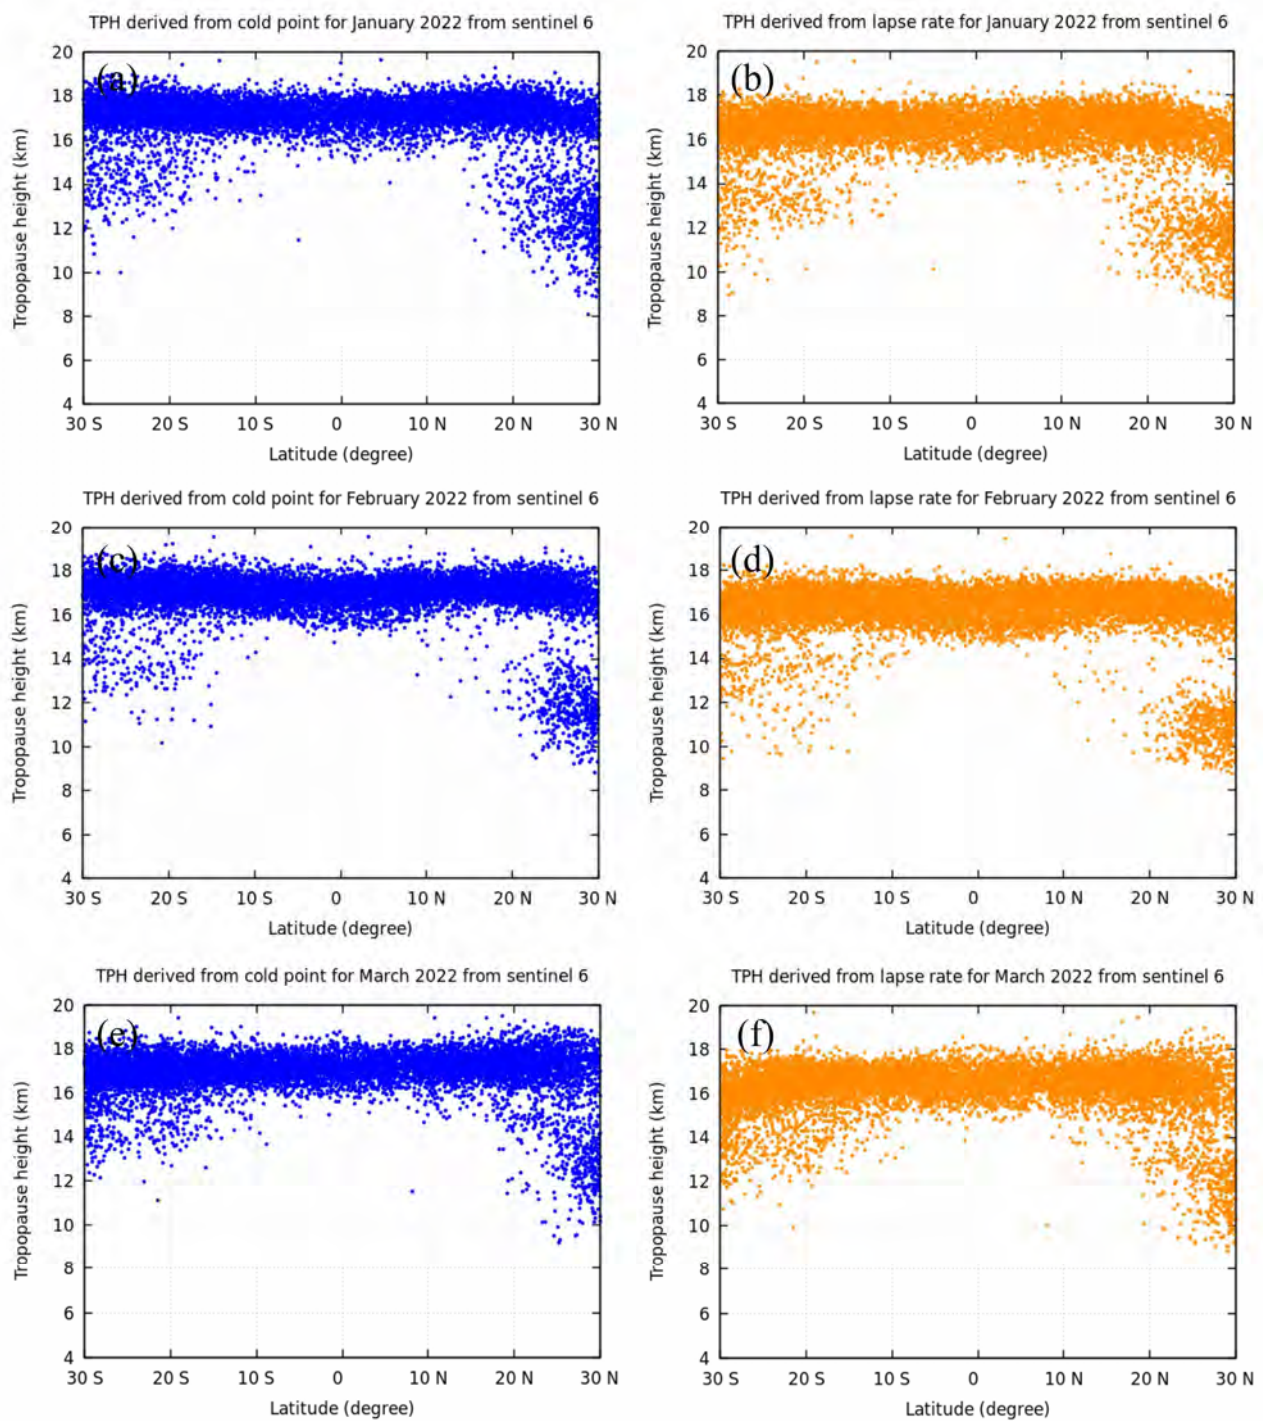 TPH derived from cold point for January 2022 from sentinel 6
(a)
Tropopause height (km)
20
18
16
14
12
10
8
6
4
30 S 20 S 10 S 0 10 N 20 N 30 N
Latitude (degree)
TPH derived from lapse rate for January 2022 from sentinel 6
(b)
Tropopause height (km)
20
18
16
14
12
10
8
6
4
30 S 20 S 10 S 0 10 N 20 N 30 N
Latitude (degree)
TPH derived from cold point for February 2022 from sentinel 6
(c)
Tropopause height (km)
20
18
16
14
12
10
8
6
4
30 S 20 S 10 S 0 10 N 20 N 30 N
Latitude (degree)
TPH derived from lapse rate for February 2022 from sentinel 6
(d)
Tropopause height (km)
20
18
16
14
12
10
8
6
4
30 S 20 S 10 S 0 10 N 20 N 30 N
Latitude (degree)
TPH derived from cold point for March 2022 from sentinel 6
(e)
Tropopause height (km)
20
18
16
14
12
10
8
6
4
30 S 20 S 10 S 0 10 N 20 N 30 N
Latitude (degree)
TPH derived from lapse rate for March 2022 from sentinel 6
(f)
Tropopause height (km)
20
18
16
14
12
10
8
6
4
30 S 20 S 10 S 0 10 N 20 N 30 N
Latitude (degree)